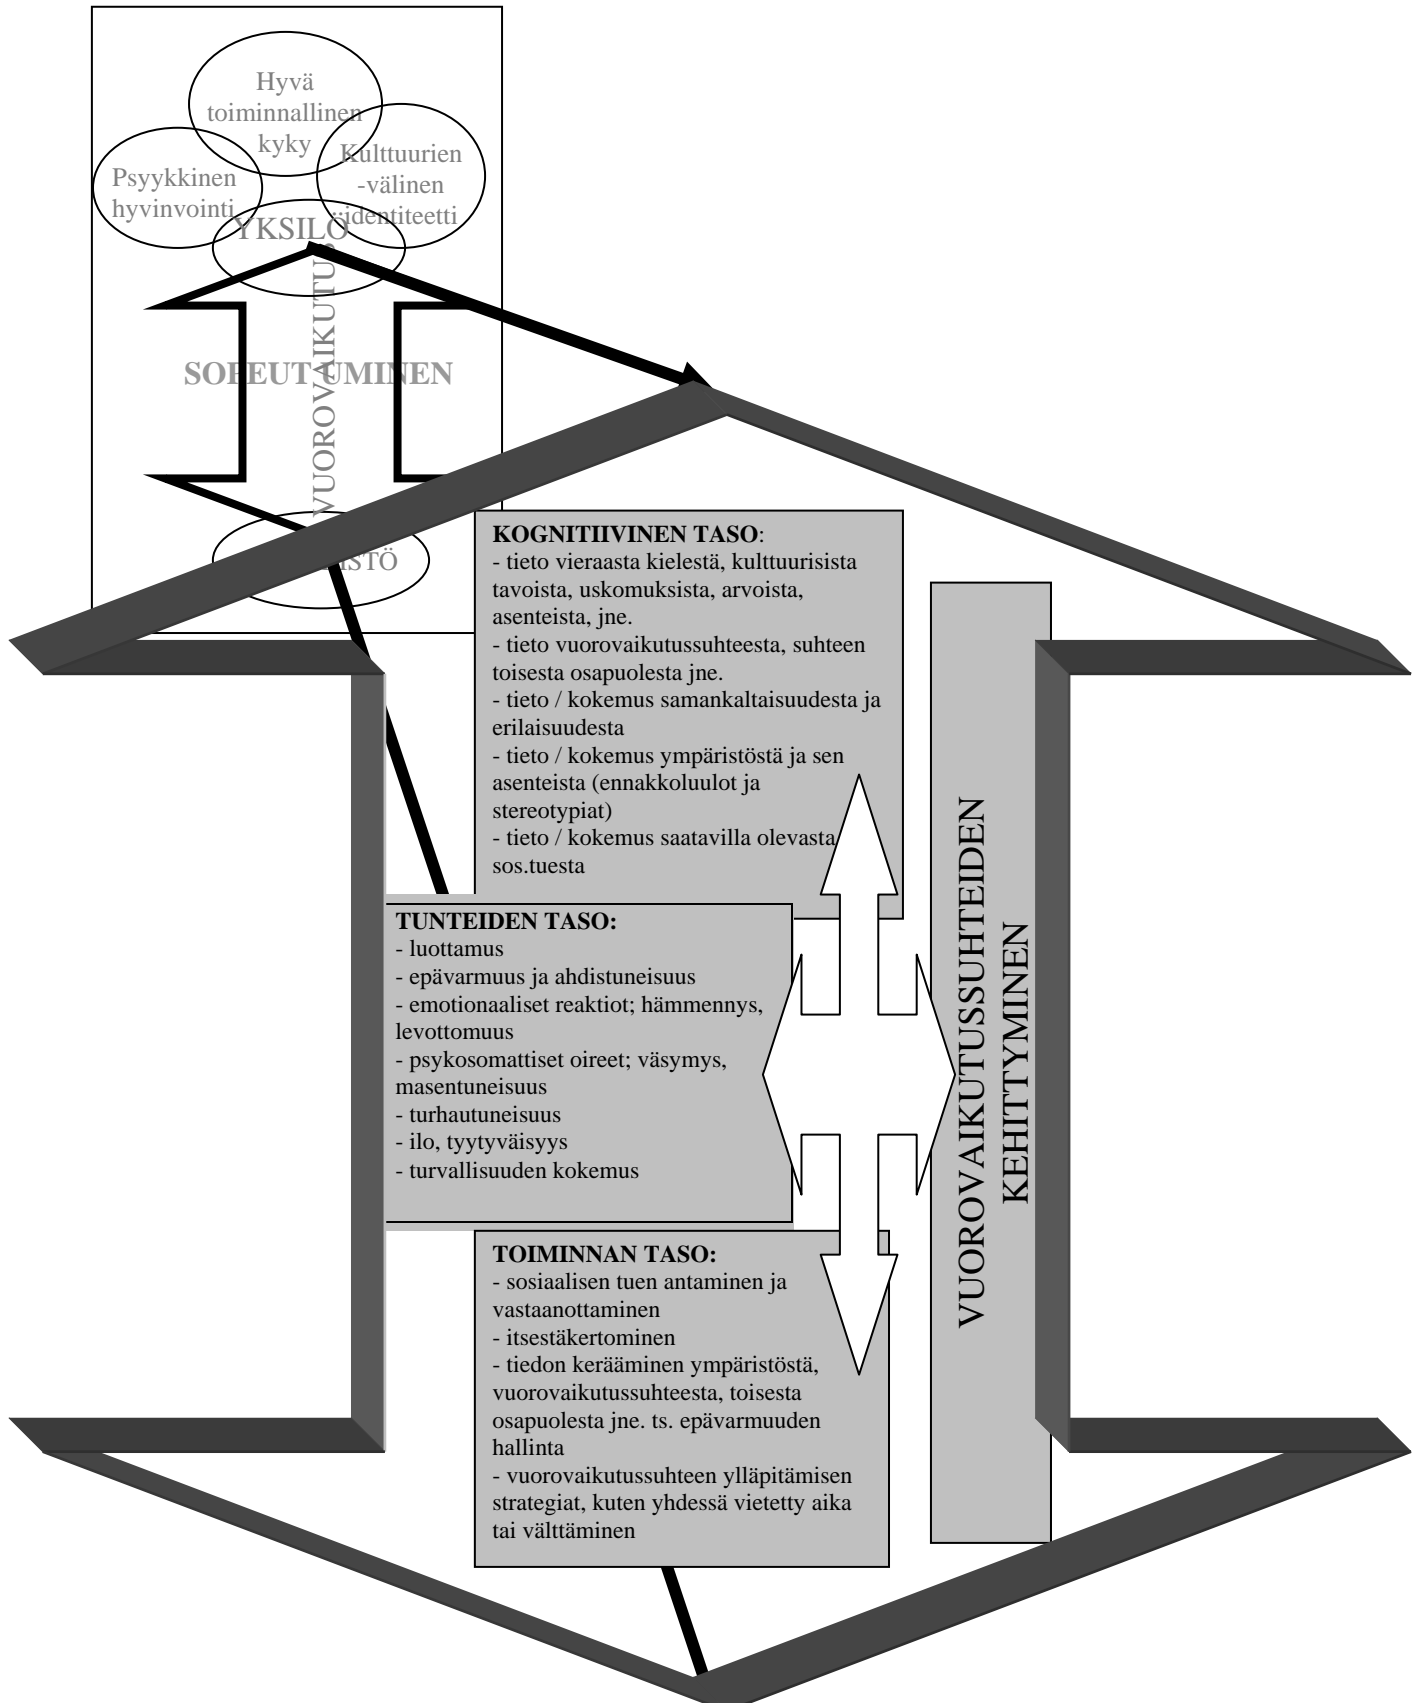 Hyvä
toiminnallinen
kyky
Psyykkinen
hyvinvointi
Kulttuurien
-välinen
identiteetti
YKSILÖ
VUOROVAIKUTUS
SOPEUTUMINEN
KOGNITIIVINEN TASO:
- tieto vieraasta kielestä, kulttuurisista
tavoista, uskomuksista, arvoista,
asenteista, jne.
- tieto vuorovaikutussuhteesta, suhteen
toisesta osapuolesta jne.
- tieto / kokemus samankaltaisuudesta ja
erilaisuudesta
- tieto / kokemus ympäristöstä ja sen
asenteista (ennakkoluulot ja
stereotypiat)
- tieto / kokemus saatavilla olevasta
sos.tuesta
TUNTEIDEN TASO:
- luottamus
- epävarmuus ja ahdistuneisuus
- emotionaaliset reaktiot; hämmennys,
levottomuus
- psykosomattiset oireet; väsymys,
masentuneisuus
- turhautuneisuus
- ilo, tyytyväisyys
- turvallisuuden kokemus
TOIMINNAN TASO:
- sosiaalisen tuen antaminen ja
vastaanottaminen
- itsestäkertominen
- tiedon kerääminen ympäristöstä,
vuorovaikutussuhteesta, toisesta
osapuolesta jne. ts. epävarmuuden
hallinta
- vuorovaikutussuhteen ylläpitämisen
strategiat, kuten yhdessä vietetty aika
tai välttäminen
VUOROVAIKUTUSSUHTEIDEN
KEHITTYMINEN